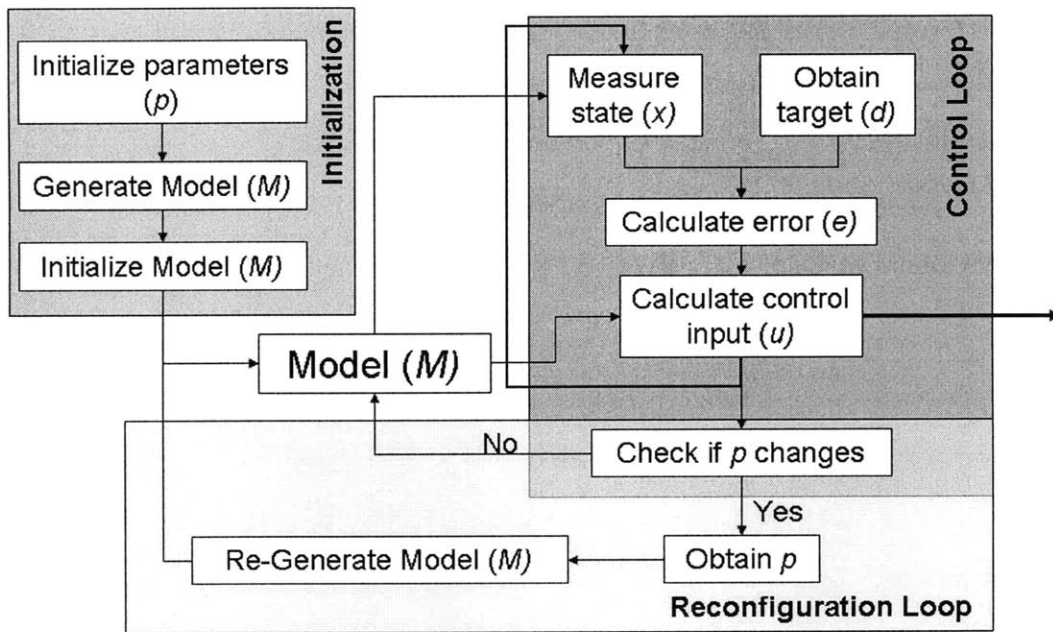 Initialize parameters
(p)
Generate Model (M)
Initialize Model (M)
Initialization
Measure
state (x)
Obtain
target (d)
Calculate error (e)
Calculate control
input (u)
Control Loop
Model (M)
No
Check if p changes
Yes
Obtain p
Re-Generate Model (M)
Reconfiguration Loop